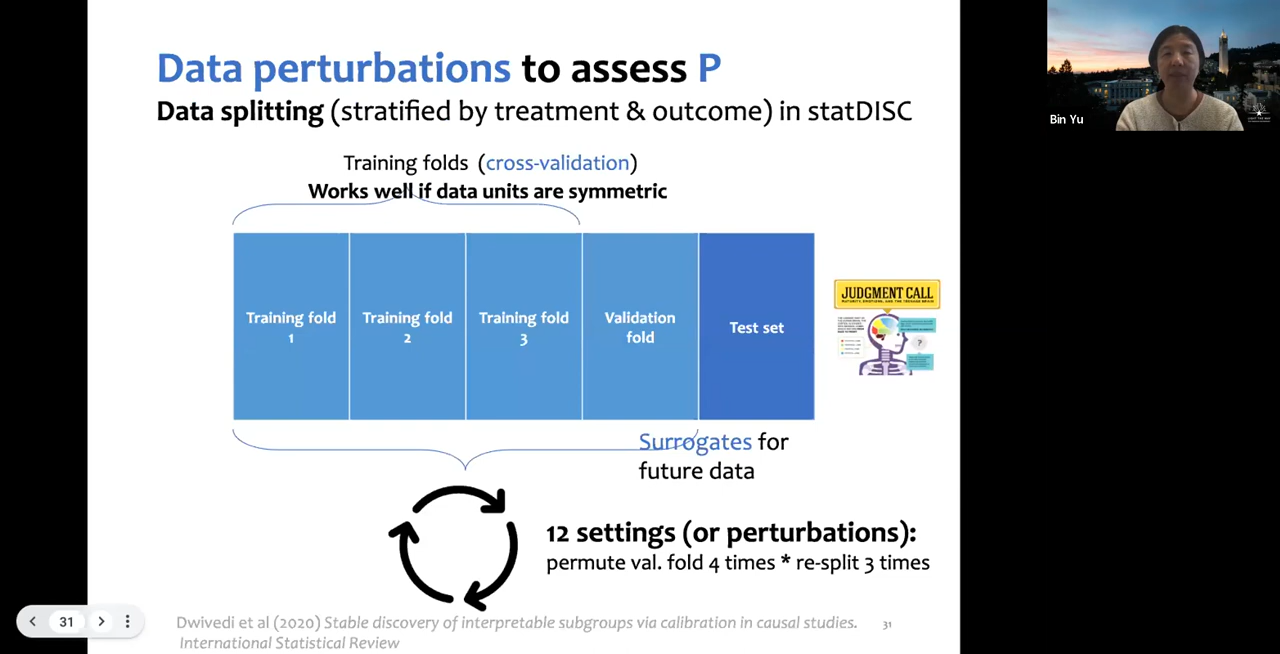 Data perturbations to assess P
Data splitting (stratified by treatment & outcome) in statDISC
Training folds (cross-validation)
Works well if data units are symmetric
Training fold
1
Training fold
2
Training fold
3
Validation
fold
Test set
JUDGMENT CALL
?
Surrogates for
future data
12 settings (or perturbations):
permute val. fold 4 times * re-split 3 times
Dwivedi et al (2020) Stable discovery of interpretable subgroups via calibration in causal studies.
International Statistical Review
31
31
Bin Yu